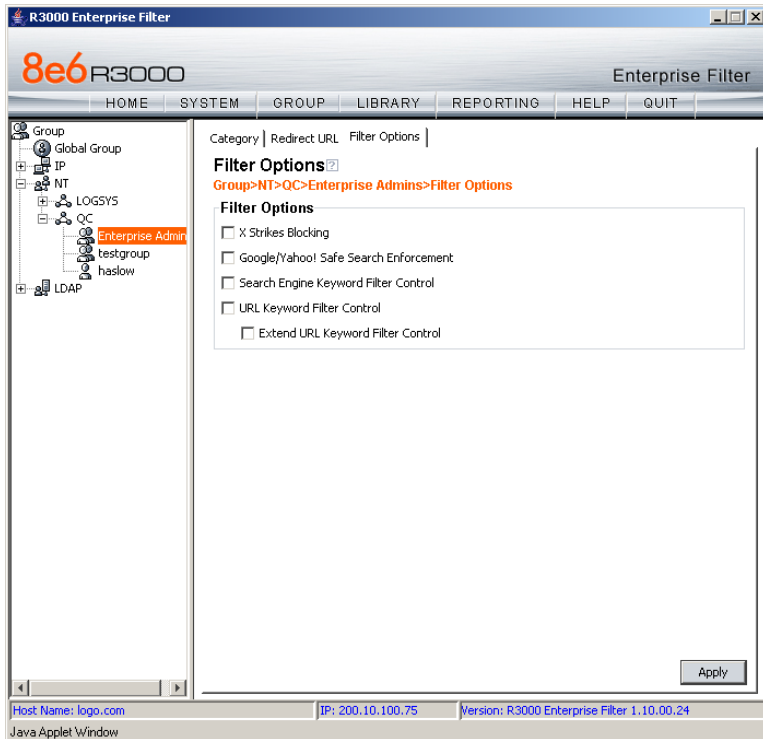 R3000 Enterprise Filter
8e6 R3000
Enterprise Filter
HOME SYSTEM GROUP LIBRARY REPORTING HELP QUIT
Group
Global Group
IP
NT
LOGSYS
QC
Enterprise Admin
testgroup
haslow
LDAP
Category Redirect URL Filter Options
Filter Options?
Group>NT>QC>Enterprise Admins>Filter Options
Filter Options
X Strikes Blocking
Google/Yahoo! Safe Search Enforcement
Search Engine Keyword Filter Control
URL Keyword Filter Control
Extend URL Keyword Filter Control
Apply
Host Name: logo.com IP: 200.10.100.75 Version: R3000 Enterprise Filter 1.10.00.24
Java Applet Window